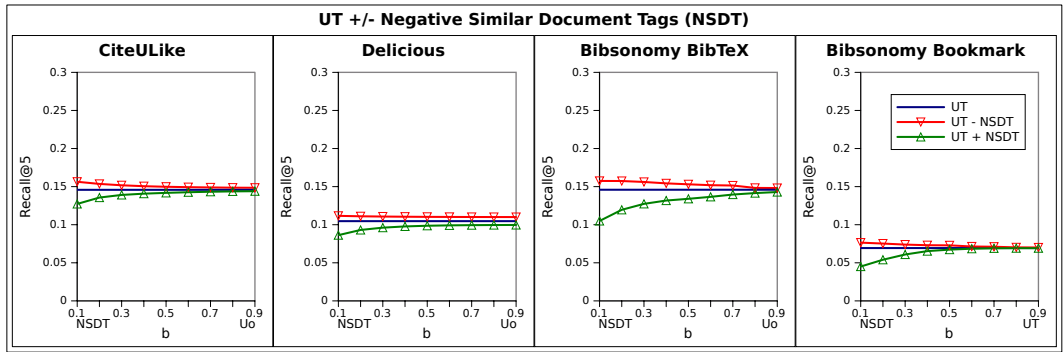 UT +/- Negative Similar Document Tags (NSDT)
CiteULike
0.3
0.25
0.2
0.15
0.1
0.05
0
Recall@5
0.1 0.3 0.5 0.7 0.9
NSDT Uo
b
Delicious
0.3
0.25
0.2
0.15
0.1
0.05
0
Recall@5
0.1 0.3 0.5 0.7 0.9
NSDT Uo
b
Bibsonomy BibTeX
0.3
0.25
0.2
0.15
0.1
0.05
0
Recall@5
0.1 0.3 0.5 0.7 0.9
NSDT Uo
b
Bibsonomy Bookmark
0.3
0.25
0.2
0.15
0.1
0.05
0
Recall@5
UT
UT - NSDT
UT + NSDT
0.1 0.3 0.5 0.7 0.9
NSDT UT
b